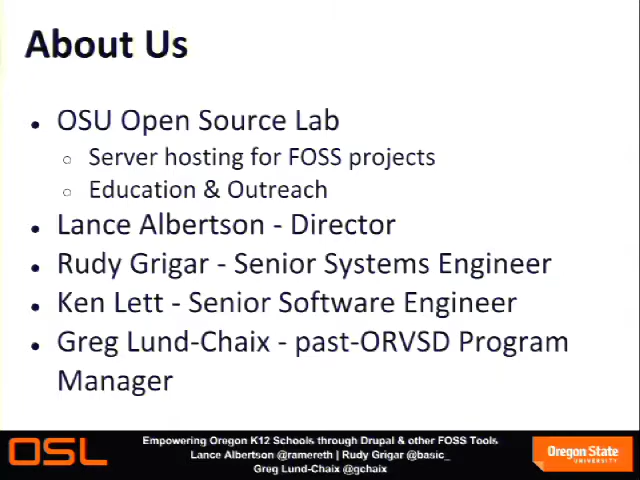 About Us
OSU Open Source Lab
Server hosting for FOSS projects
Education & Outreach
Lance Albertson - Director
Rudy Grigar - Senior Systems Engineer
Ken Lett - Senior Software Engineer
Greg Lund-Chaix - past-ORVSD Program
Manager
OSL
Empowering Oregon K12 Schools through Drupal & other FOSS Tools
Lance Albertson @ramereth | Rudy Grigar @basic_
Greg Lund-Chaix @gchaix
Oregon State
UNIVERSITY